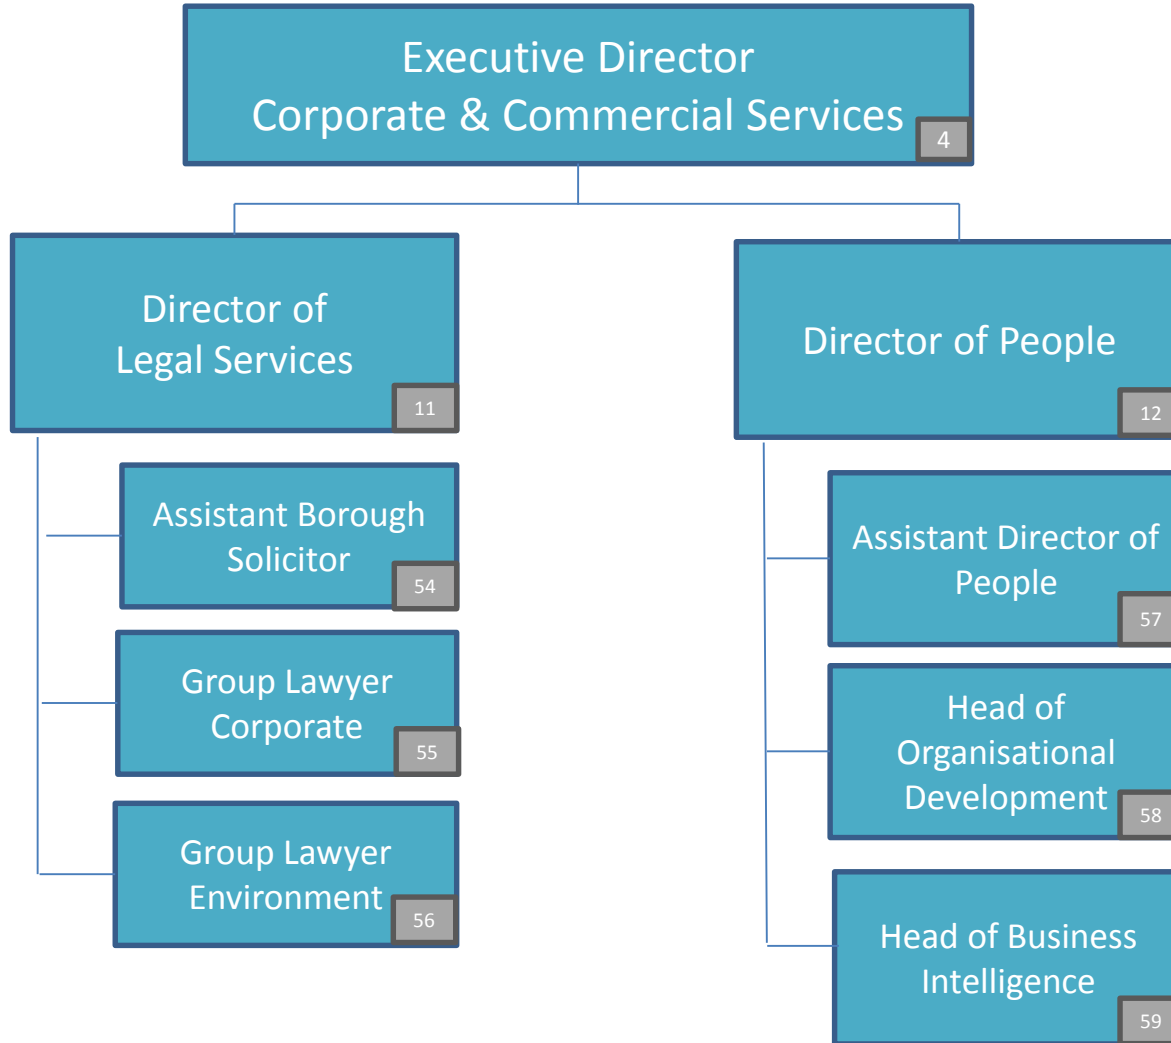 Executive Director
Corporate & Commercial Services
4
Director of
Legal Services
11
Director of People
12
Assistant Borough
Solicitor
54
Group Lawyer
Corporate
55
Group Lawyer
Environment
56
Assistant Director of
People
57
Head of
Organisational
Development
58
Head of Business
Intelligence
59